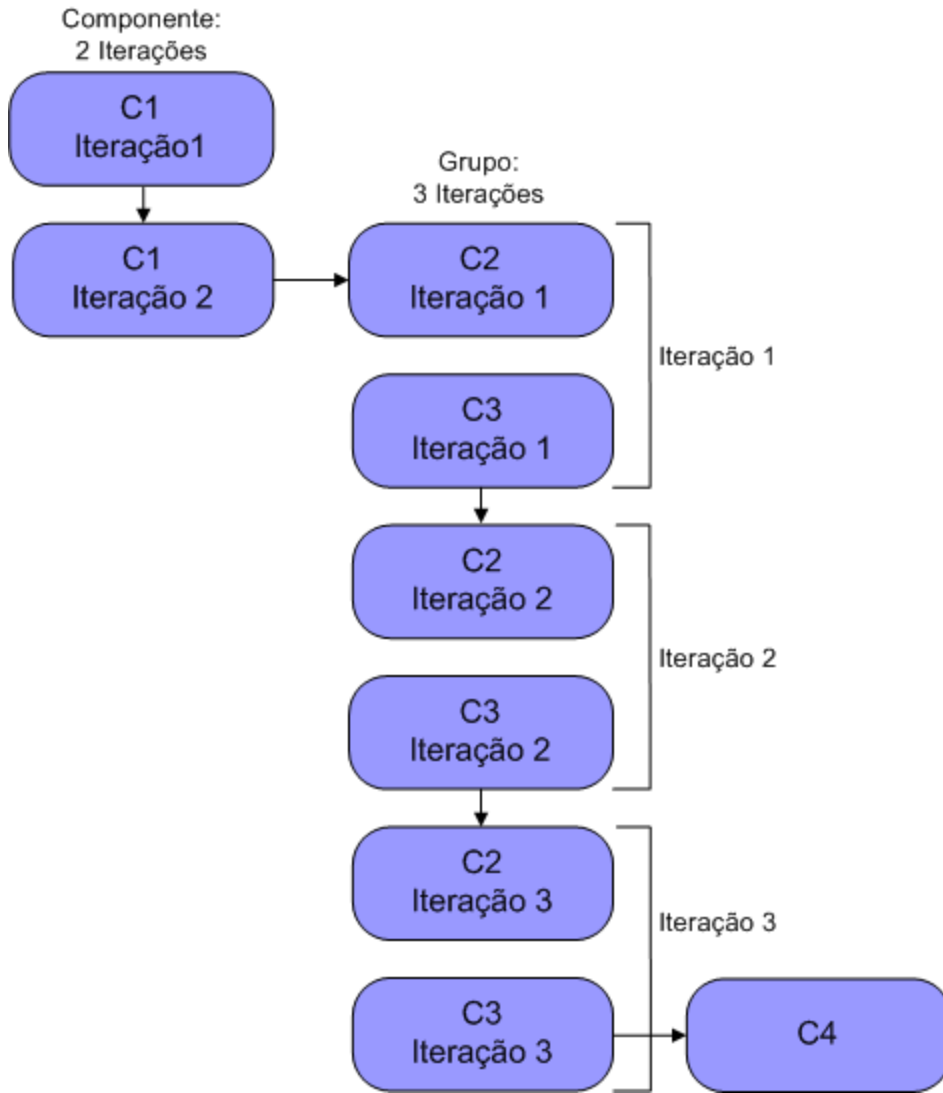 Componente:
2 Iterações
C1
Iteração1
Grupo:
3 Iterações
C1
Iteração 2
C2
Iteração 1
Iteração 1
C3
Iteração 1
C2
Iteração 2
Iteração 2
C3
Iteração 2
C2
Iteração 3
Iteração 3
C3
Iteração 3
C4